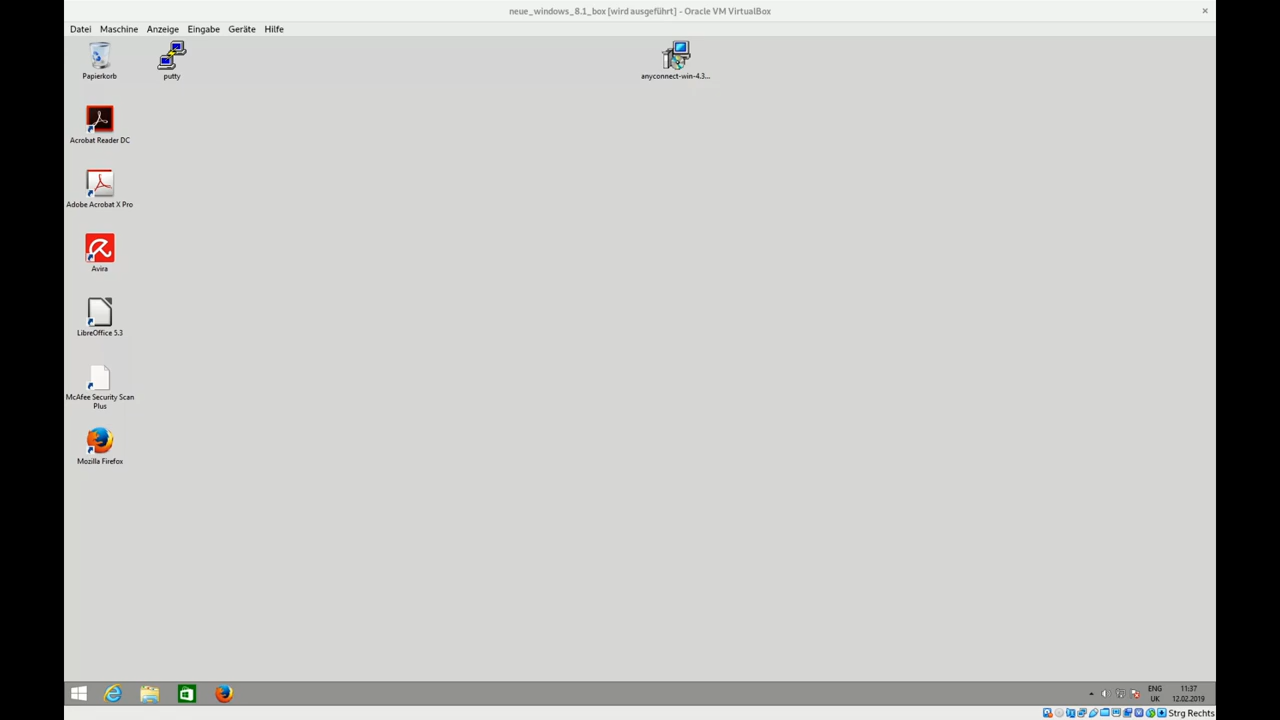 neue_windows_8.1_box [wird ausgeführt] - Oracle VM VirtualBox
Datei Maschine Anzeige Eingabe Geräte Hilfe
Papierkorb
putty
anyconnect-win-4.3...
Acrobat Reader DC
Adobe Acrobat X Pro
Avira
LibreOffice 5.3
McAfee Security Scan
Plus
Mozilla Firefox
ENG 11:37
UK 12.02.2019
Strg Rechts